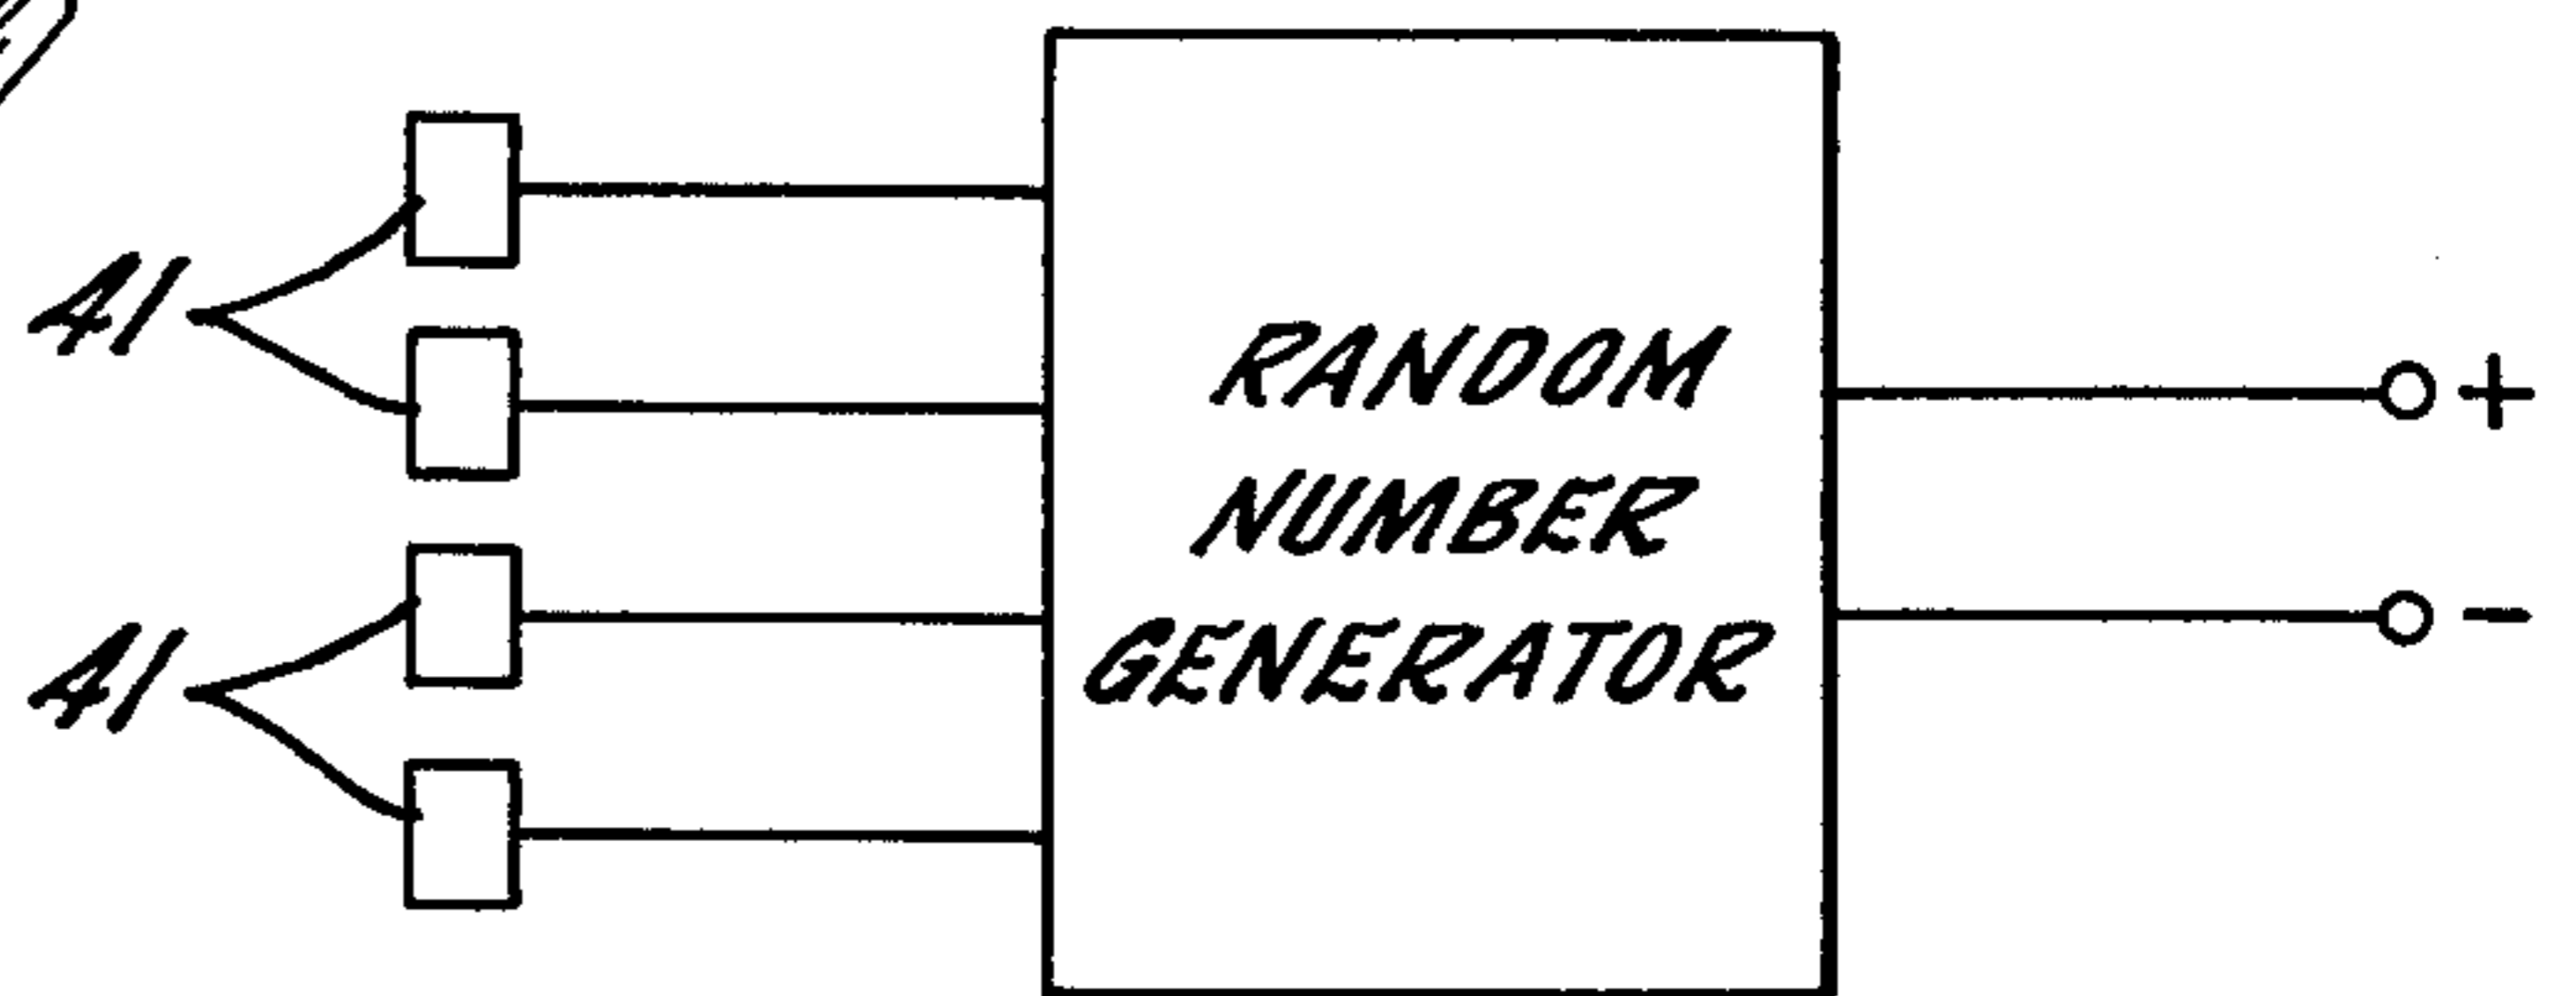 41
41
RANDOM
NUMBER
GENERATOR
+
-